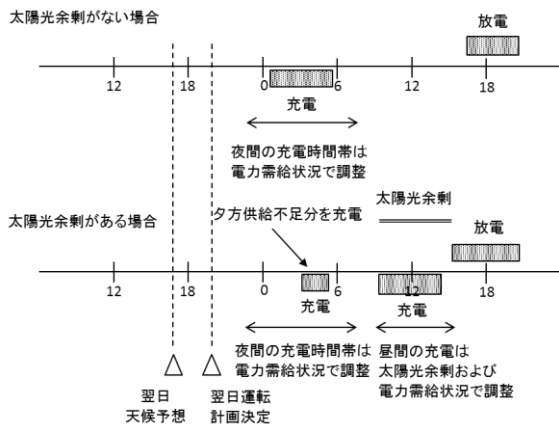 太陽光余剰がない場合
放電
12 18 0 6 12 18
充電
夜間の充電時間帯は
電力需給状況で調整
太陽光余剰
夕方供給不足分を充電
太陽光余剰がある場合
放電
12 18 0 6 12 18
充電
充電
夜間の充電時間帯は
電力需給状況で調整
昼間の充電は
太陽光余剰および
電力需給状況で調整
翌日
天候予想
翌日運転
計画決定